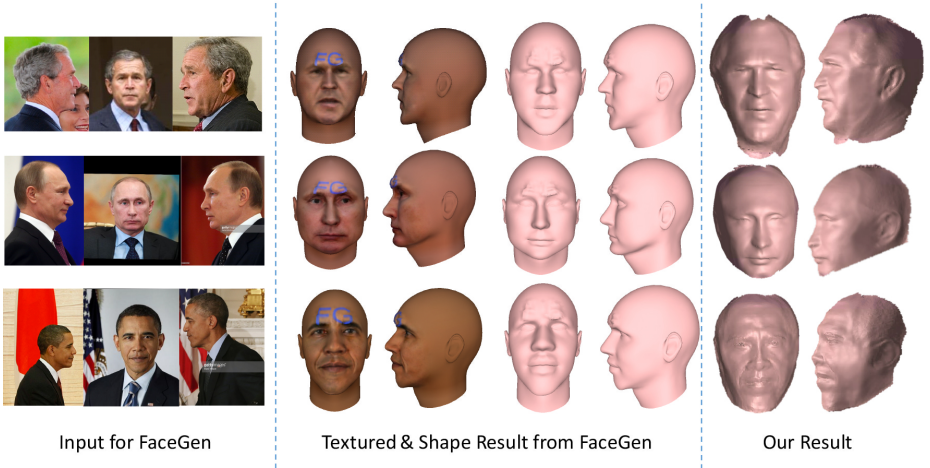 FG
FG
FG
Input for FaceGen
Textured & Shape Result from FaceGen
Our Result